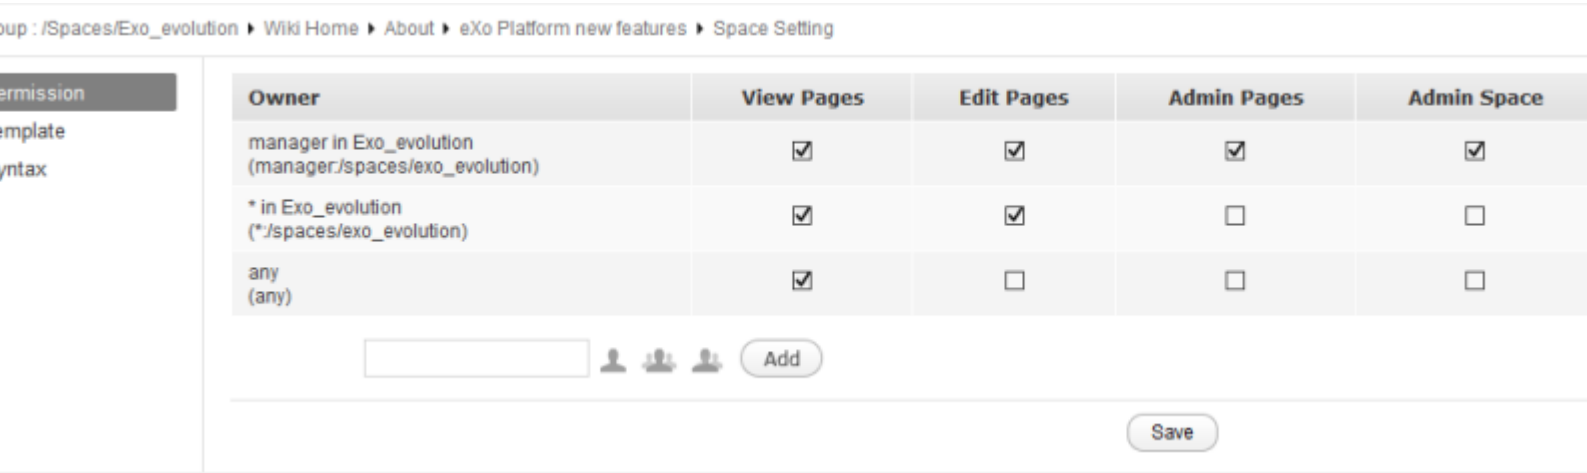 oup : /Spaces/Exo_evolution ▸ Wiki Home ▸ About ▸ eXo Platform new features ▸ Space Setting
ermission
emplate
yntax
Owner View Pages Edit Pages Admin Pages Admin Space
manager in Exo_evolution
(manager:/spaces/exo_evolution)
* in Exo_evolution
(*:/spaces/exo_evolution)
any
(any)
Add
Save